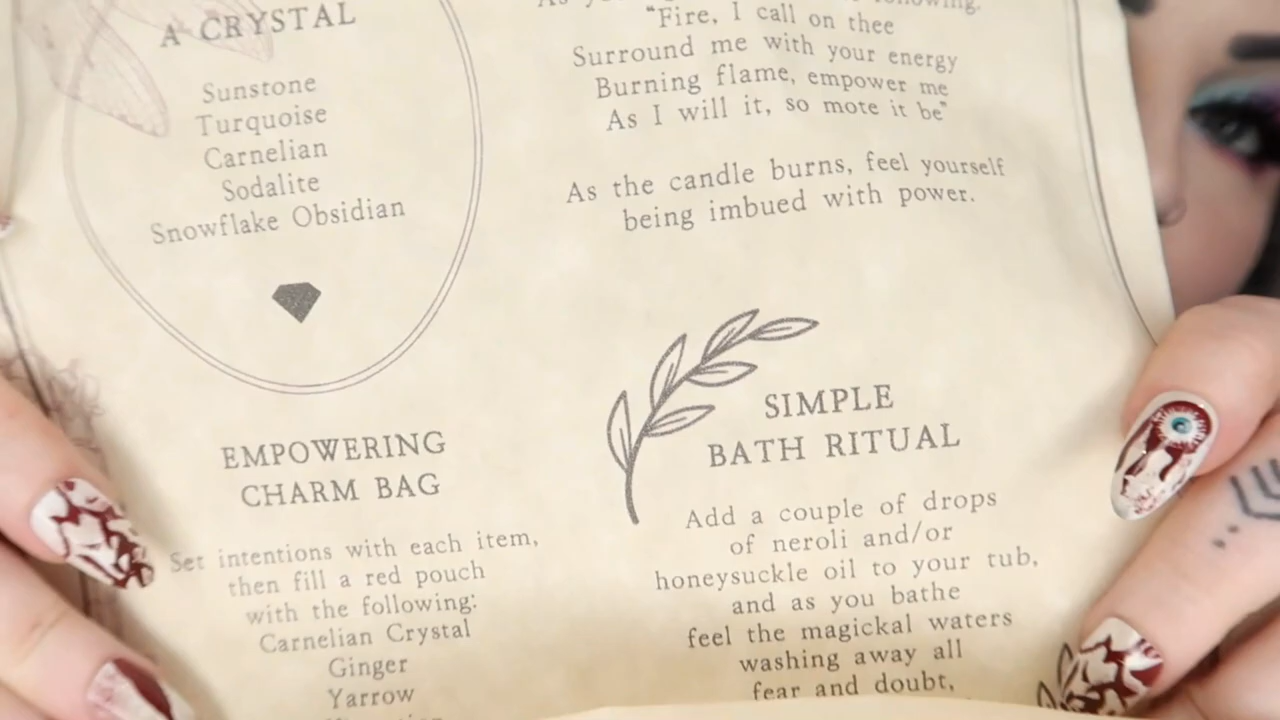 A CRYSTAL
Sunstone
Turquoise
Carnelian
Sodalite
Snowflake Obsidian
EMPOWERING
CHARM BAG
Set intentions with each item,
then fill a red pouch
with the following:
Carnelian Crystal
Ginger
Yarrow
"Fire, I call on thee
Surround me with your energy
Burning flame, empower me
As I will it, so mote it be"
As the candle burns, feel yourself
being imbued with power.
SIMPLE
BATH RITUAL
Add a couple of drops
of neroli and/or
honeysuckle oil to your tub,
and as you bathe
feel the magickal waters
washing away all
fear and doubt,